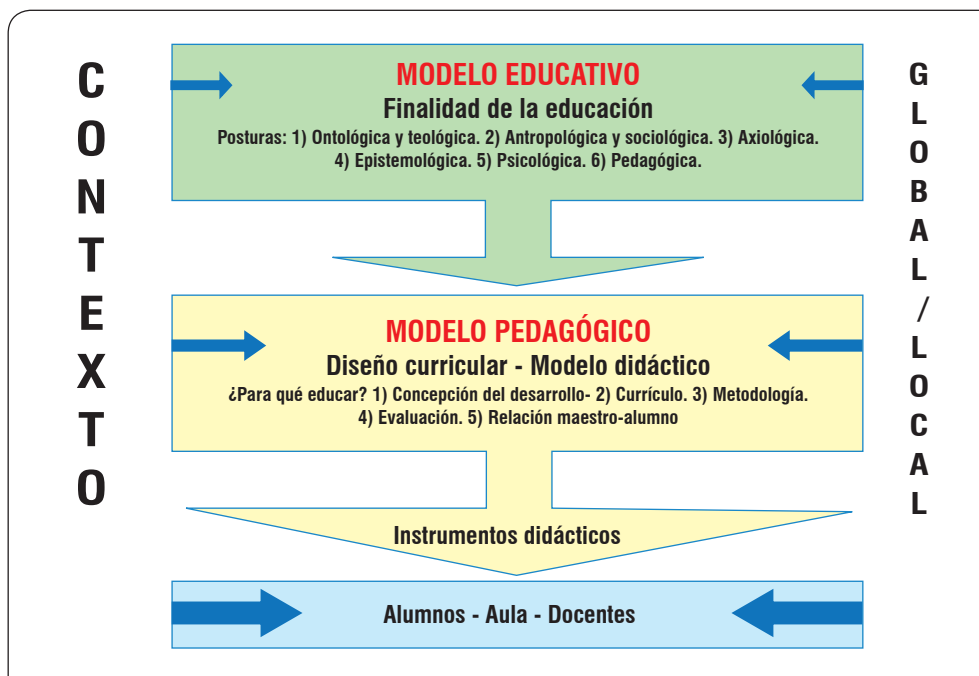 CONTEXTO
MODELO EDUCATIVO
Finalidad de la educación
Posturas: 1) Ontológica y teológica. 2) Antropológica y sociológica. 3) Axiológica.
4) Epistemológica. 5) Psicológica. 6) Pedagógica.
MODELO PEDAGÓGICO
Diseño curricular - Modelo didáctico
¿Para qué educar? 1) Concepción del desarrollo- 2) Currículo. 3) Metodología.
4) Evaluación. 5) Relación maestro-alumno
Instrumentos didácticos
Alumnos - Aula - Docentes
GLOBAL/LOCAL